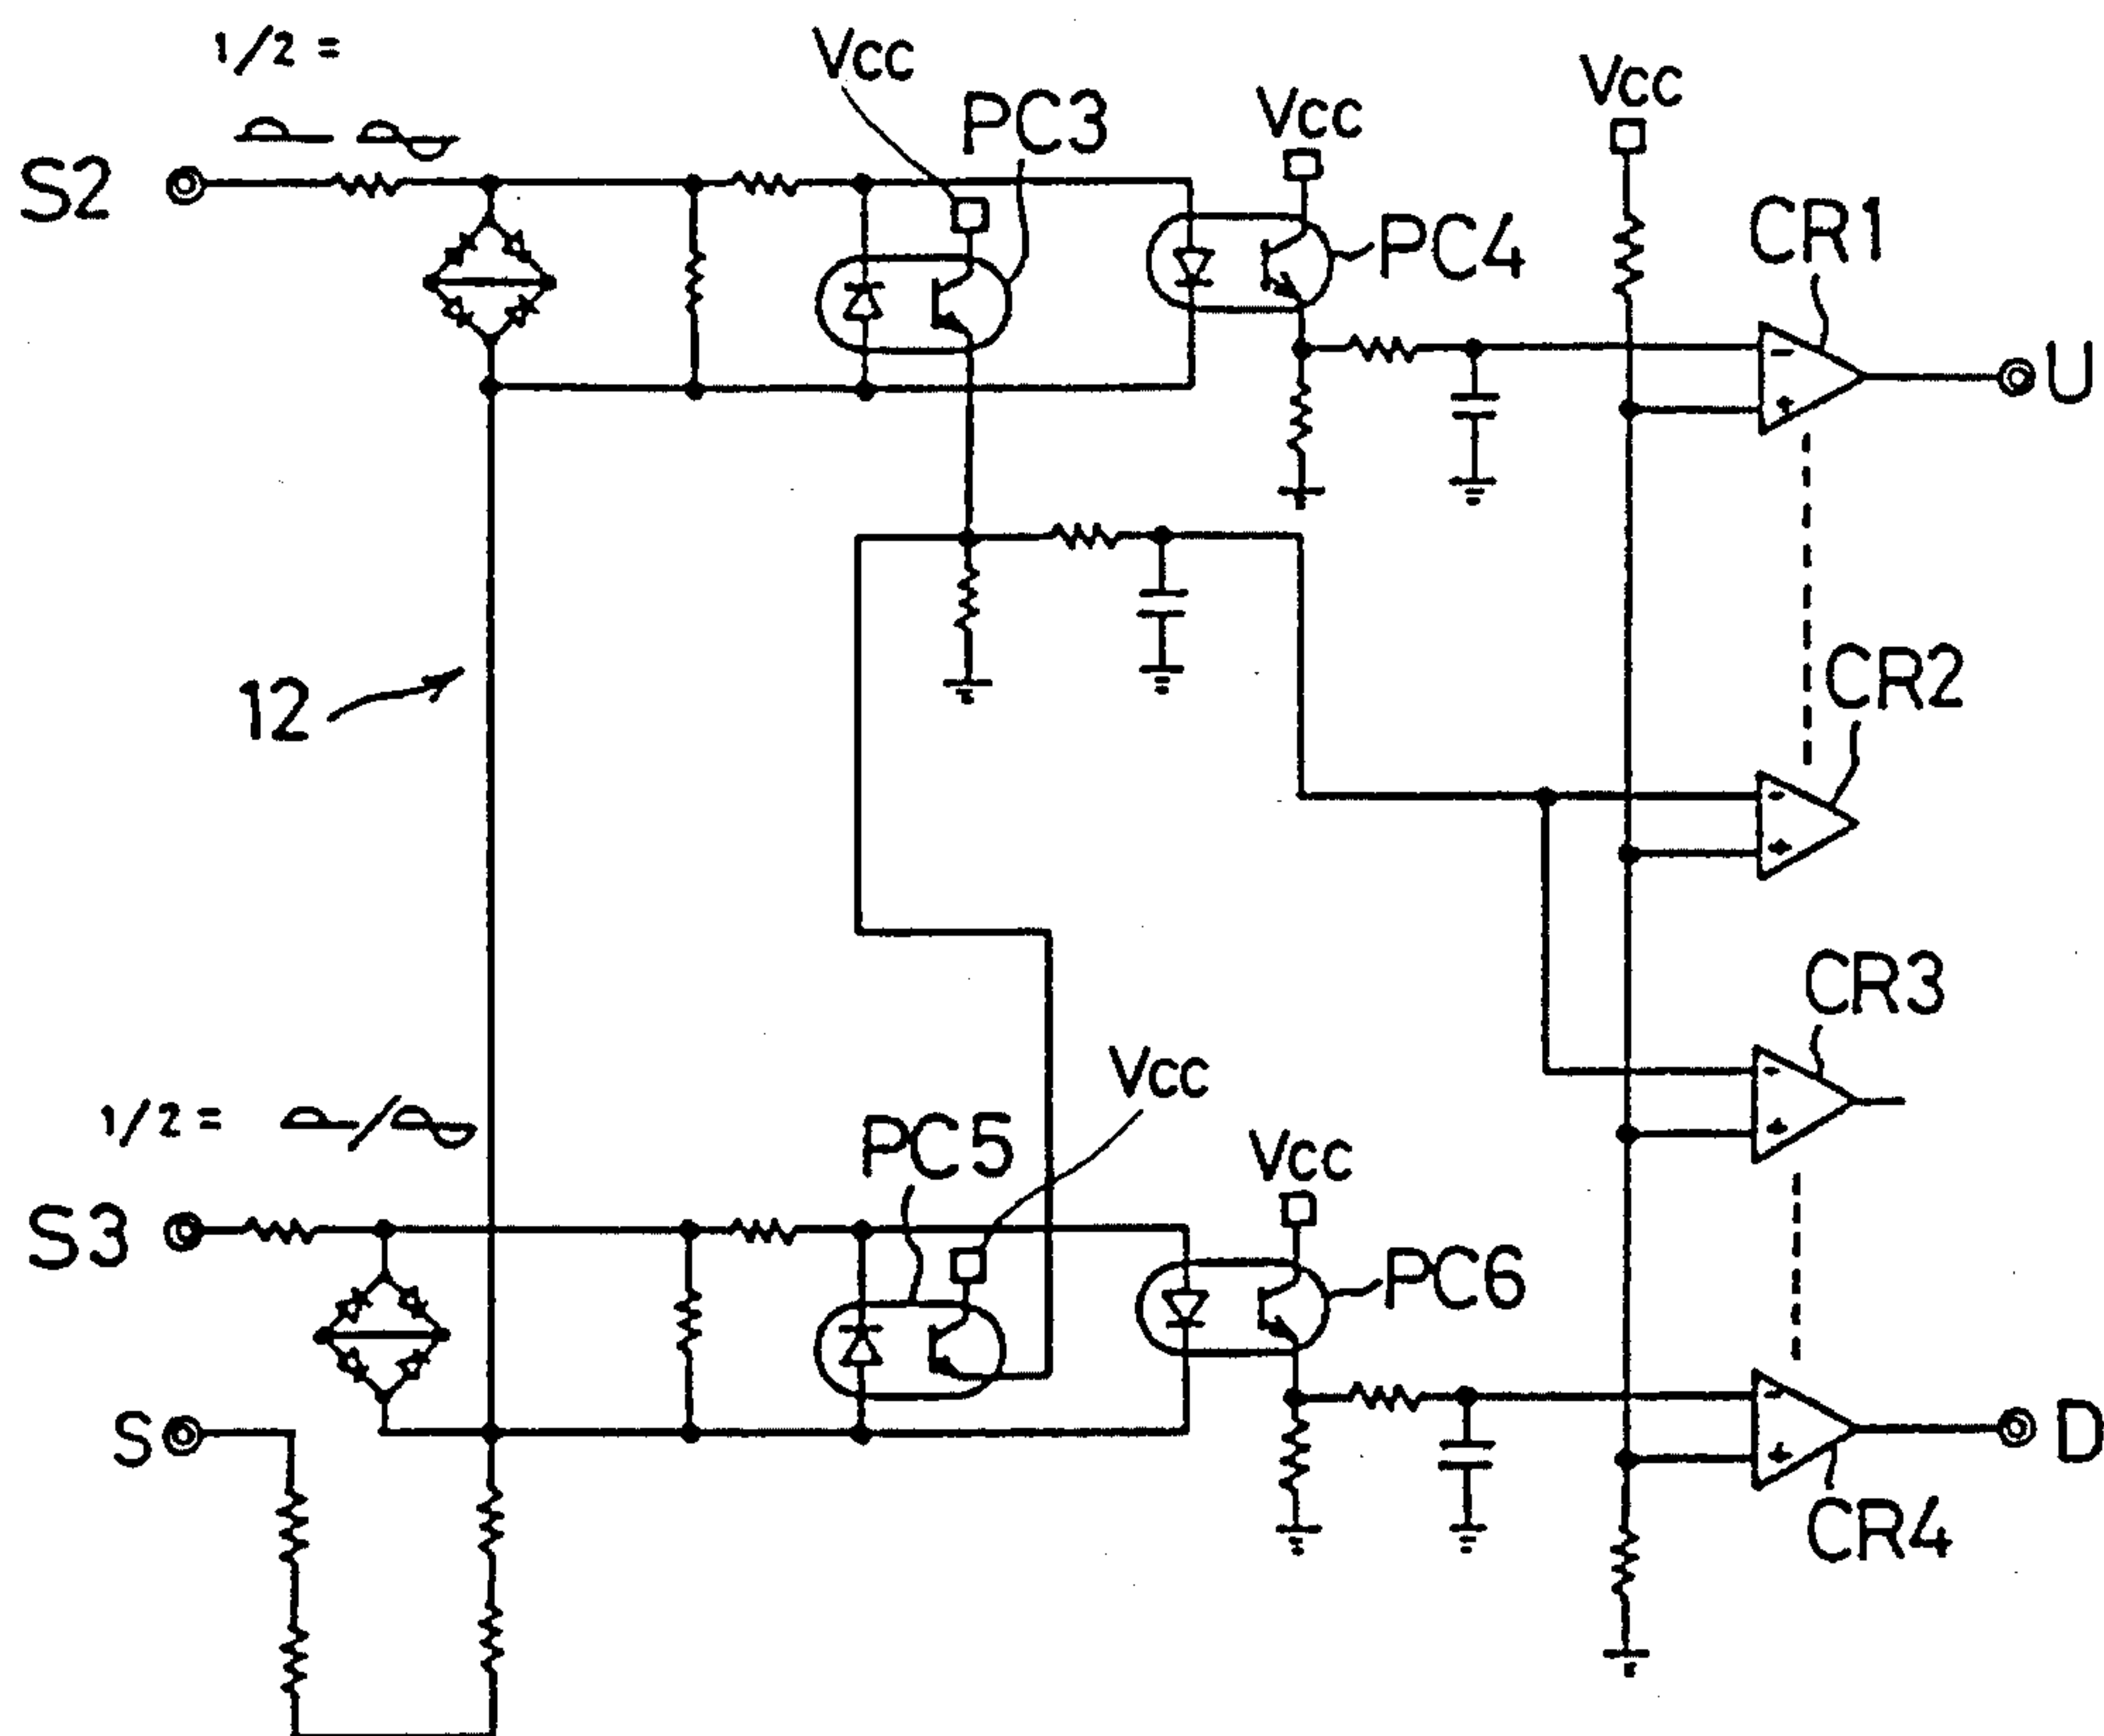 1/2 =
Vcc
PC3
Vcc
Vcc
S2
PC4
CR1
U
12
CR2
CR3
Vcc
1/2 =
PC5
Vcc
S3
PC6
S
D
CR4